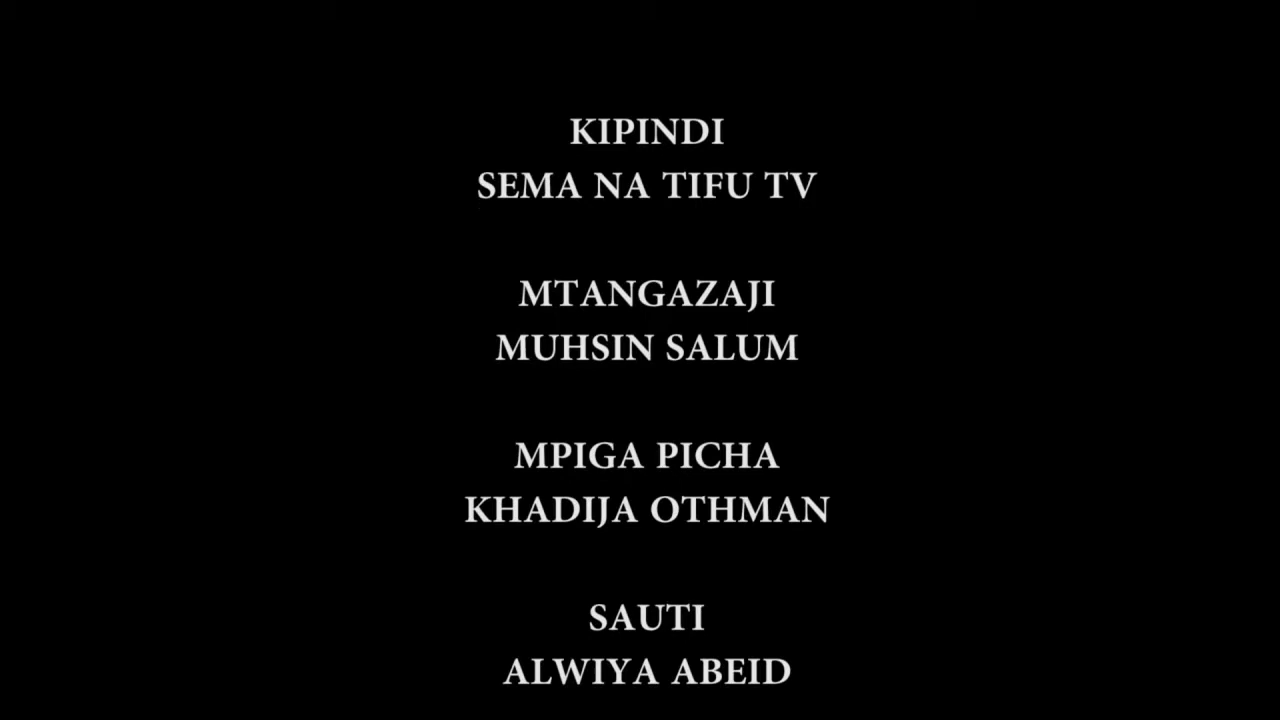 KIPINDI
SEMA NA TIFU TV
MTANGAZAJI
MUHSIN SALUM
MPIGA PICHA
KHADIJA OTHMAN
SAUTI
ALWIYA ABEID